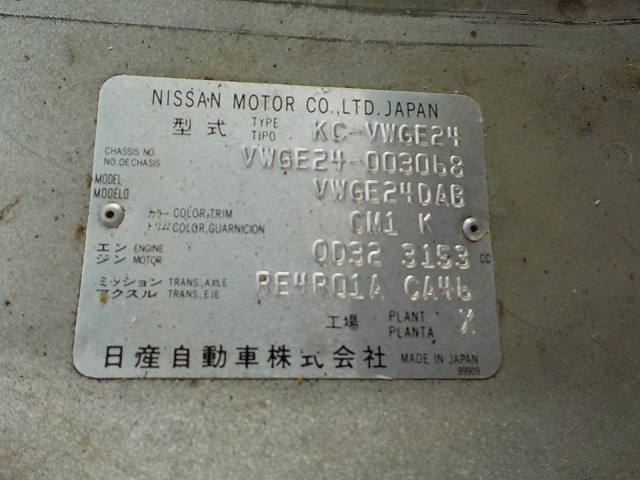 NISSAN MOTOR CO.,LTD. JAPAN
型式 TYPE TIPO KC-VWGE24
CHASSIS NO. NO. DE CHASIS VWGE24-003068
MODEL MODELO VWGE24DAB
カラー トリム COLOR,TRIM COLOR,GUARNICION CM1 K
エンジン ENGINE MOTOR QD32 3153 CC
ミッション アクスル TRANS.,AXLE TRANS.,EJE RE4R01A CA46
工場 PLANT PLANTA X
日産自動車株式会社 MADE IN JAPAN
89909